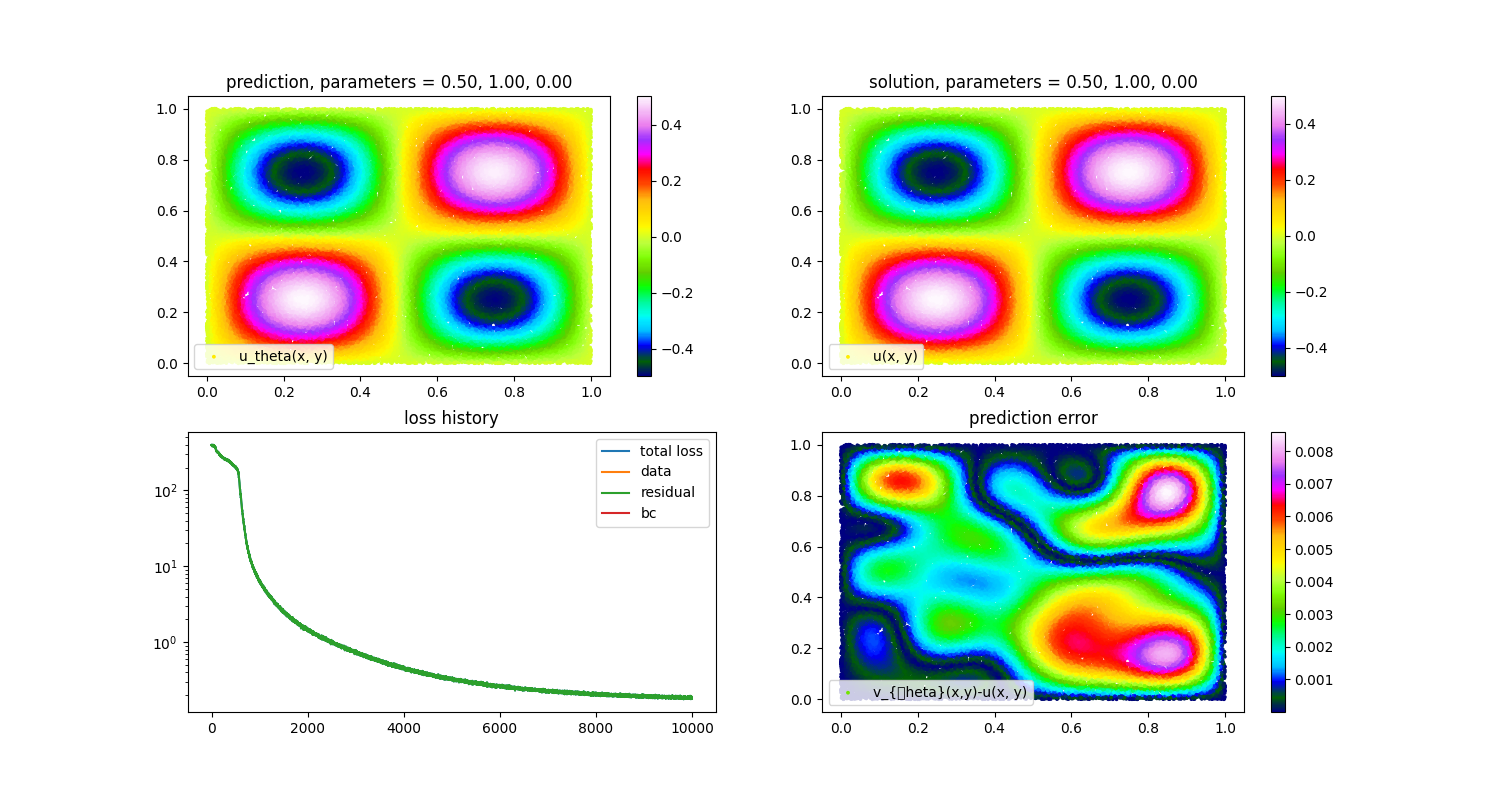 prediction, parameters = 0.50, 1.00, 0.00
1.0
0.8
0.6
0.4
0.2
0.0
u_theta(x, y)
0.0 0.2 0.4 0.6 0.8 1.0
0.4
0.2
0.0
−0.2
−0.4
solution, parameters = 0.50, 1.00, 0.00
1.0
0.8
0.6
0.4
0.2
0.0
u(x, y)
0.0 0.2 0.4 0.6 0.8 1.0
0.4
0.2
0.0
−0.2
−0.4
loss history
10²
10¹
10⁰
total loss
data
residual
bc
0 2000 4000 6000 8000 10000
prediction error
1.0
0.8
0.6
0.4
0.2
0.0
v_{▯heta}(x,y)-u(x, y)
0.0 0.2 0.4 0.6 0.8 1.0
0.008
0.007
0.006
0.005
0.004
0.003
0.002
0.001